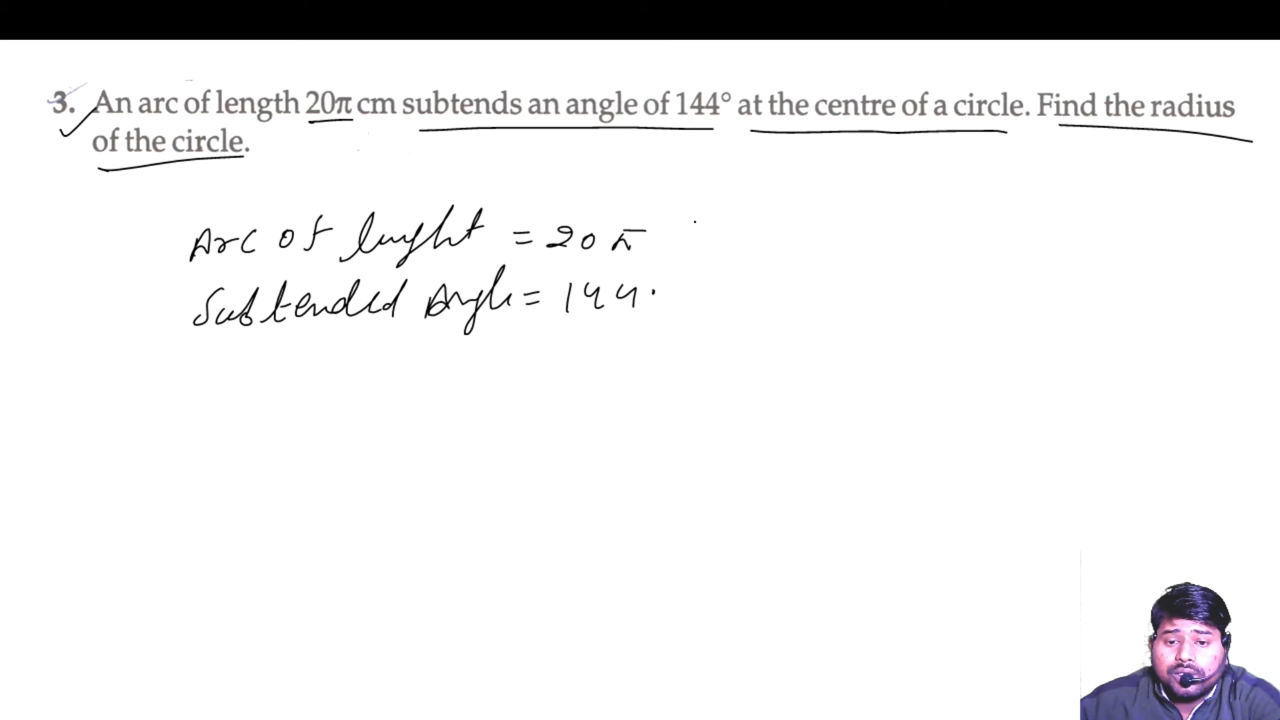 3. An arc of length 20π cm subtends an angle of 144° at the centre of a circle. Find the radius
of the circle.
Arc of lenght = 20 π
Subtended Angle = 144°